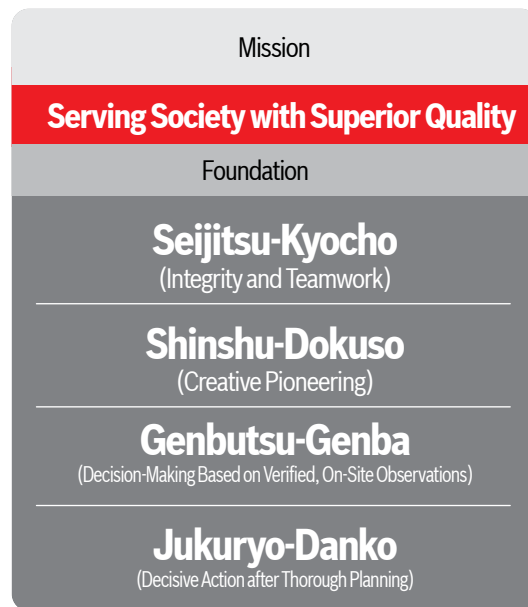 Mission
Serving Society with Superior Quality
Foundation
Seijitsu-Kyocho
(Integrity and Teamwork)
Shinshu-Dokuso
(Creative Pioneering)
Genbutsu-Genba
(Decision-Making Based on Verified, On-Site Observations)
Jukuryo-Danko
(Decisive Action after Thorough Planning)